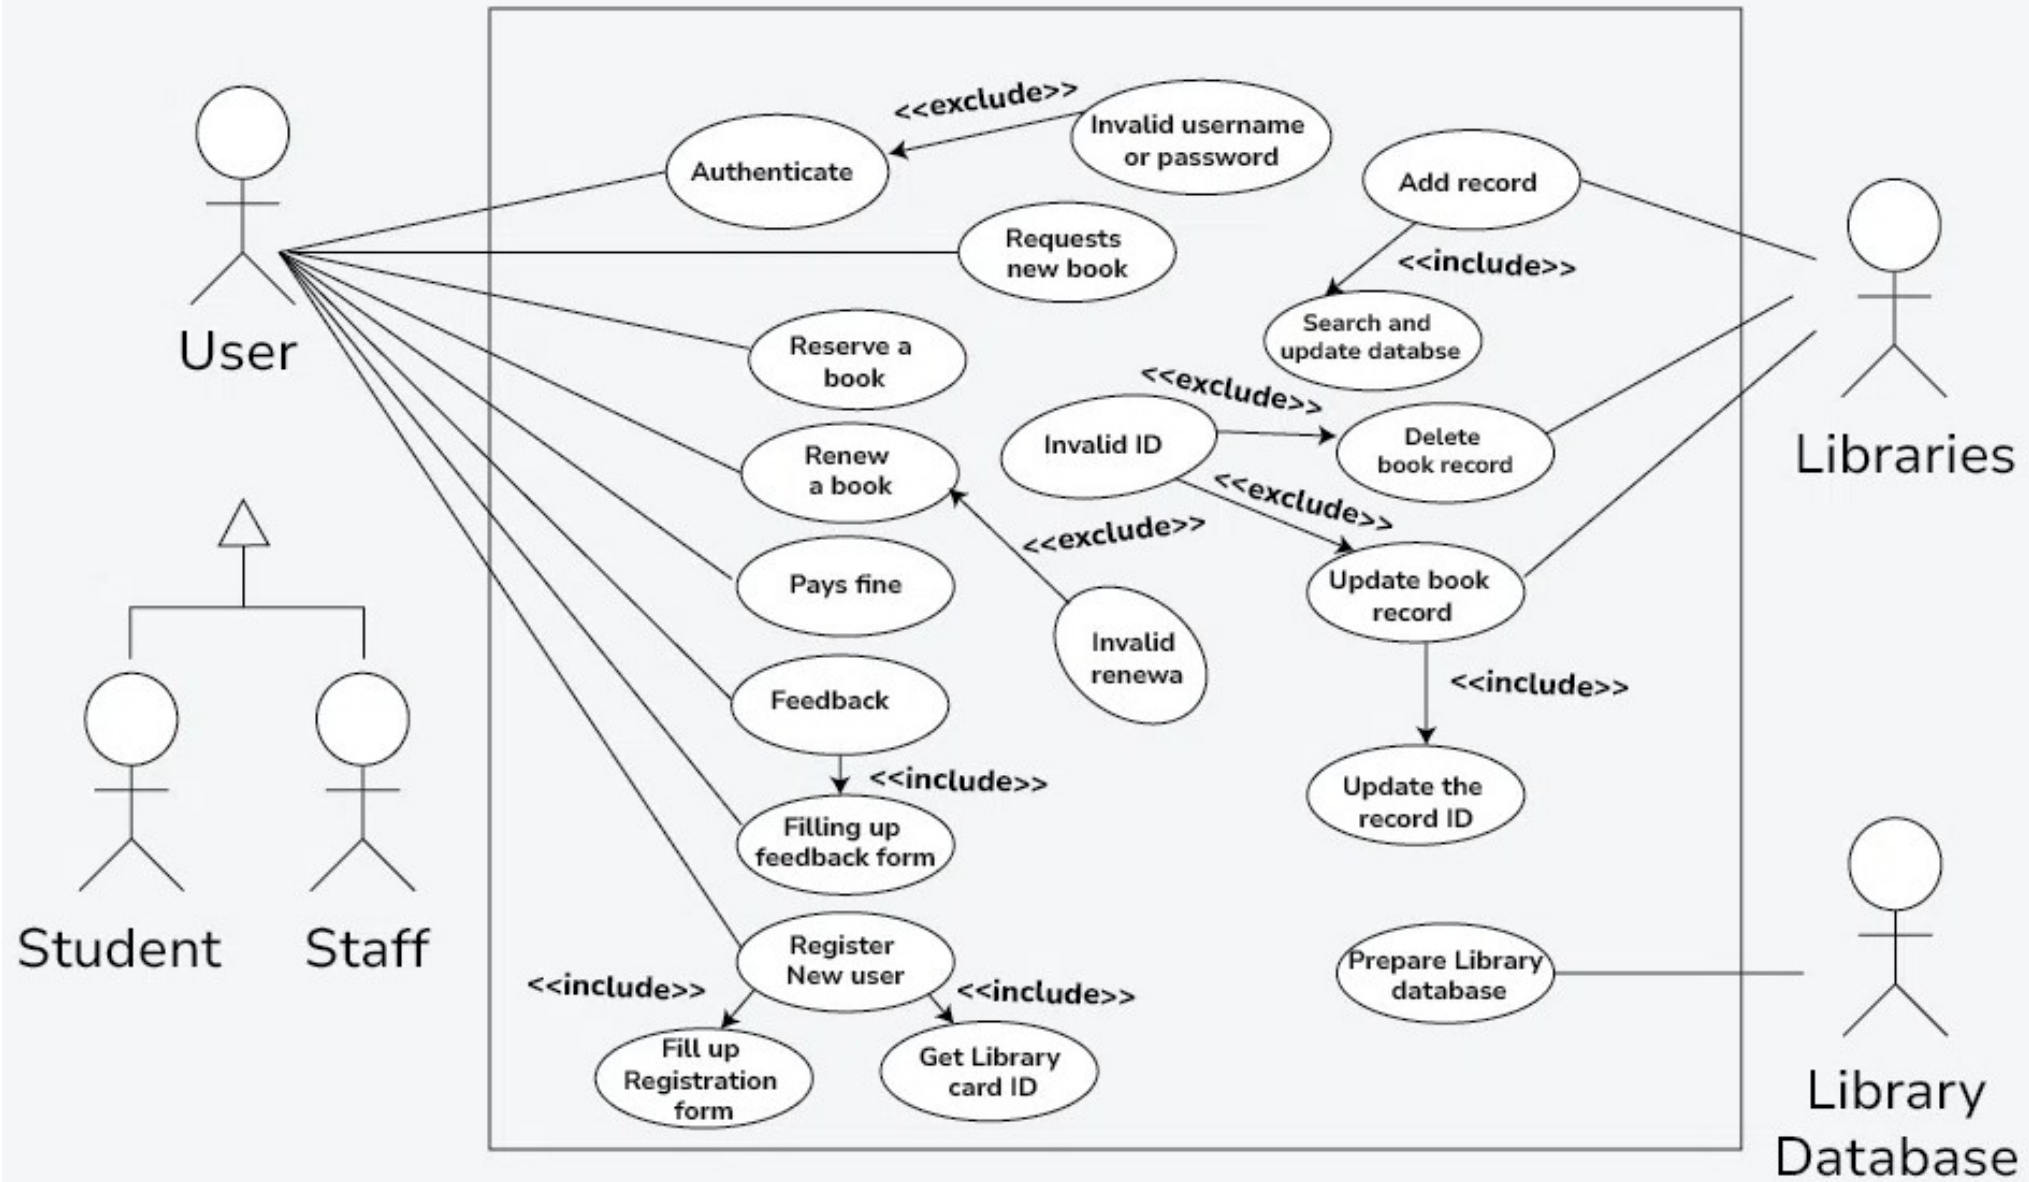 <<exclude>>
Invalid username
or password
Authenticate
Add record
Requests
new book
<<include>>
User
Reserve a
book
Search and
update databse
<<exclude>>
Invalid ID
Delete
book record
Libraries
Renew
a book
<<exclude>>
<<exclude>>
Pays fine
Update book
record
Invalid
renewa
Feedback
<<include>>
<<include>>
Update the
record ID
Filling up
feedback form
Student
Staff
Register
New user
<<include>>
<<include>>
Prepare Library
database
Fill up
Registration
form
Get Library
card ID
Library
Database